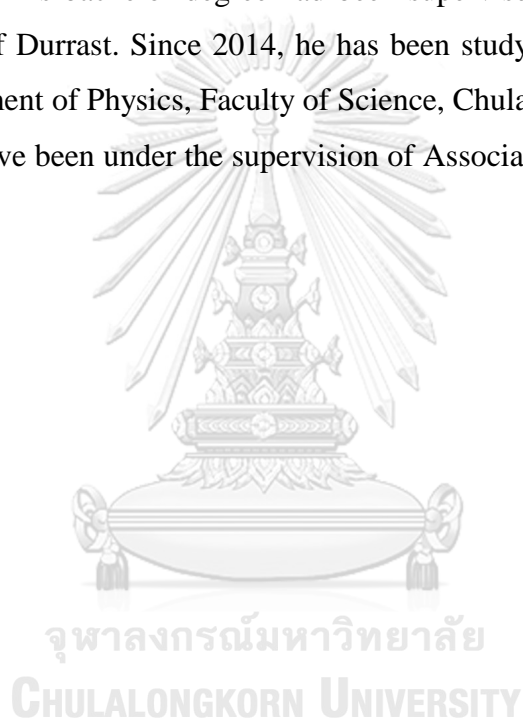 f Durrast. Since 2014, he has been study
ent of Physics, Faculty of Science, Chula
ve been under the supervision of Associa
จุฬาลงกรณ์มหาวิทยาลัย
CHULALONGKORN UNIVERSITY